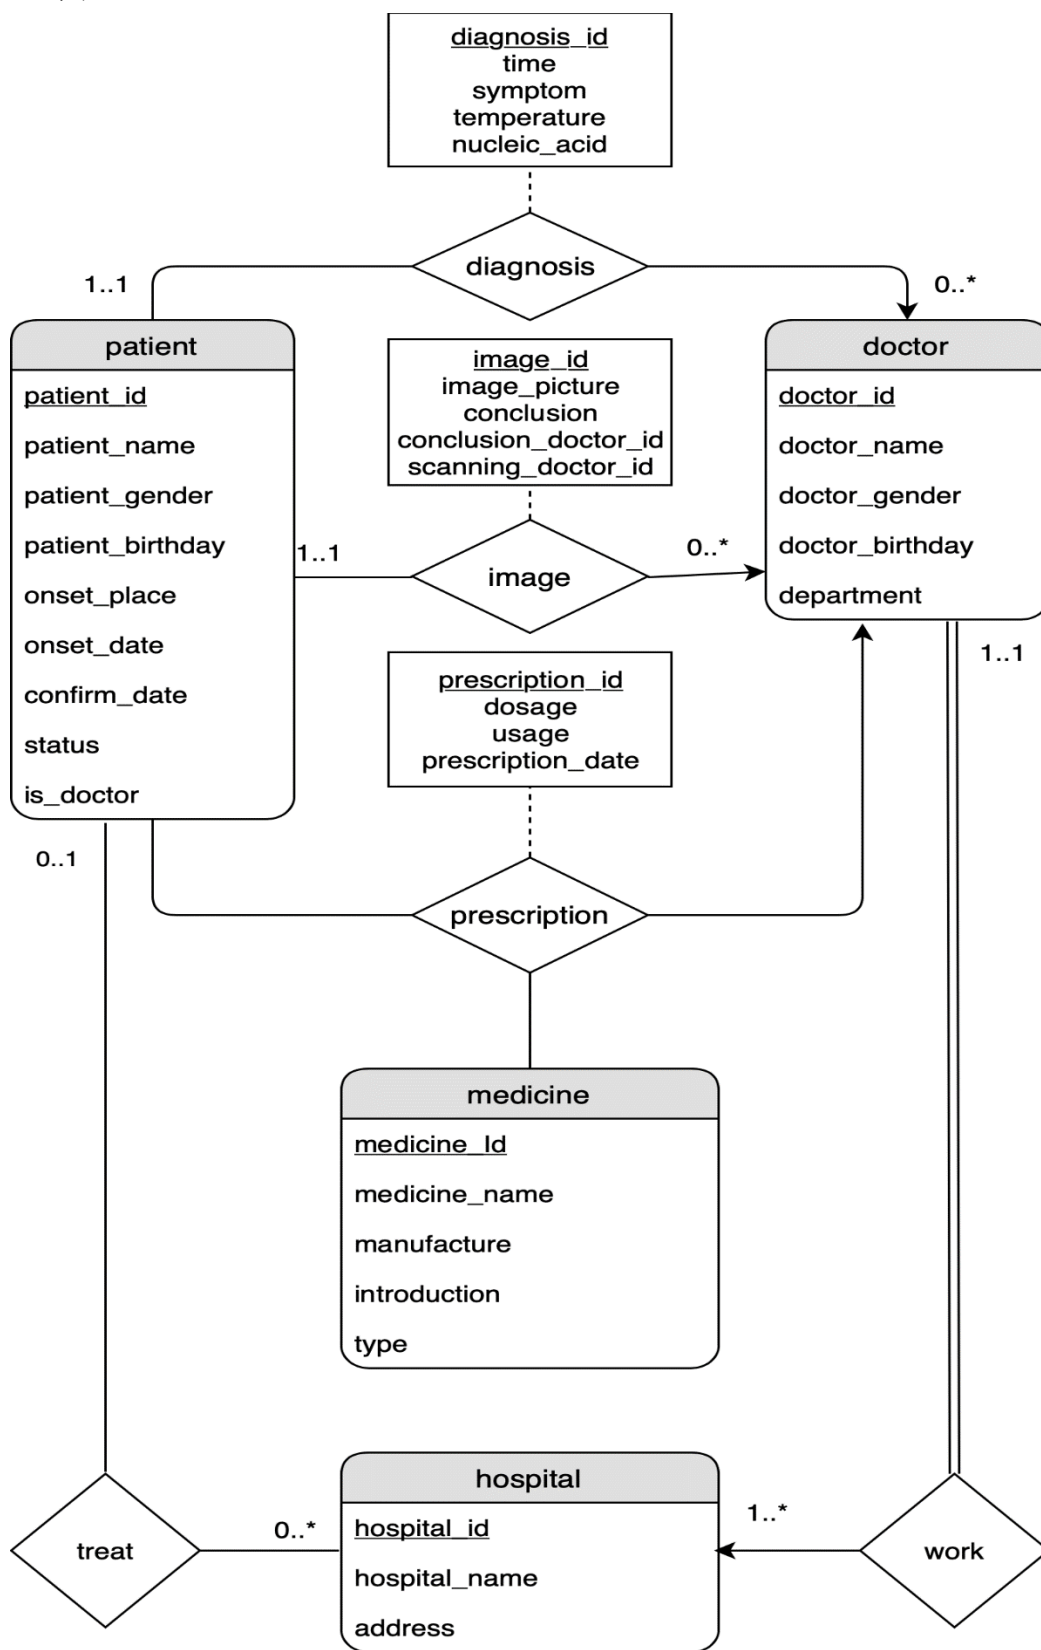 diagnosis_id
time
symptom
temperature
nucleic_acid
diagnosis
1..1
0..*
patient
patient_id
patient_name
patient_gender
patient_birthday
onset_place
onset_date
confirm_date
status
is_doctor
image_id
image_picture
conclusion
conclusion_doctor_id
scanning_doctor_id
doctor
doctor_id
doctor_name
doctor_gender
doctor_birthday
department
1..1
image
0..*
1..1
prescription_id
dosage
usage
prescription_date
0..1
prescription
medicine
medicine_Id
medicine_name
manufacture
introduction
type
treat
0..*
hospital
hospital_id
hospital_name
address
1..*
work